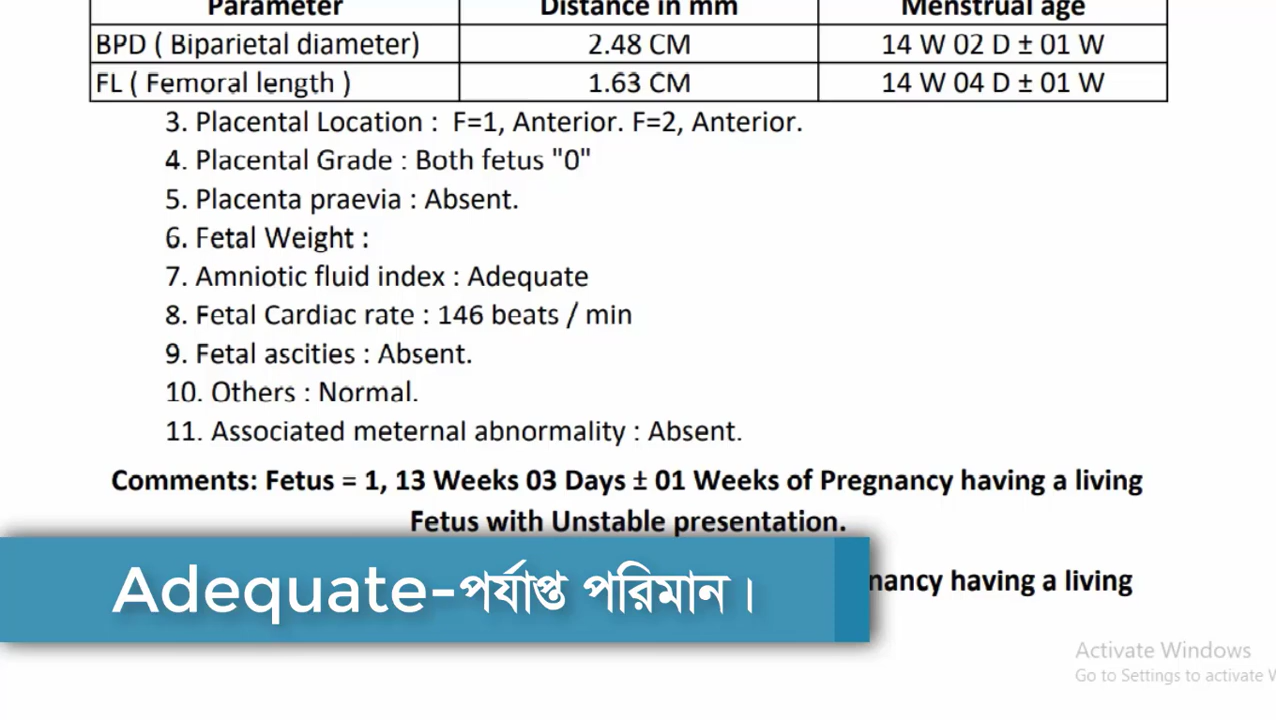 Parameter Distance in mm Menstrual age
BPD ( Biparietal diameter) 2.48 CM 14 W 02 D ± 01 W
FL ( Femoral length ) 1.63 CM 14 W 04 D ± 01 W
3. Placental Location : F=1, Anterior. F=2, Anterior.
4. Placental Grade : Both fetus "0"
5. Placenta praevia : Absent.
6. Fetal Weight :
7. Amniotic fluid index : Adequate
8. Fetal Cardiac rate : 146 beats / min
9. Fetal ascities : Absent.
10. Others : Normal.
11. Associated meternal abnormality : Absent.
Comments: Fetus = 1, 13 Weeks 03 Days ± 01 Weeks of Pregnancy having a living
Fetus with Unstable presentation.
having a living
Adequate-পর্যাপ্ত পরিমান।
Activate Windows
Go to Settings to activate